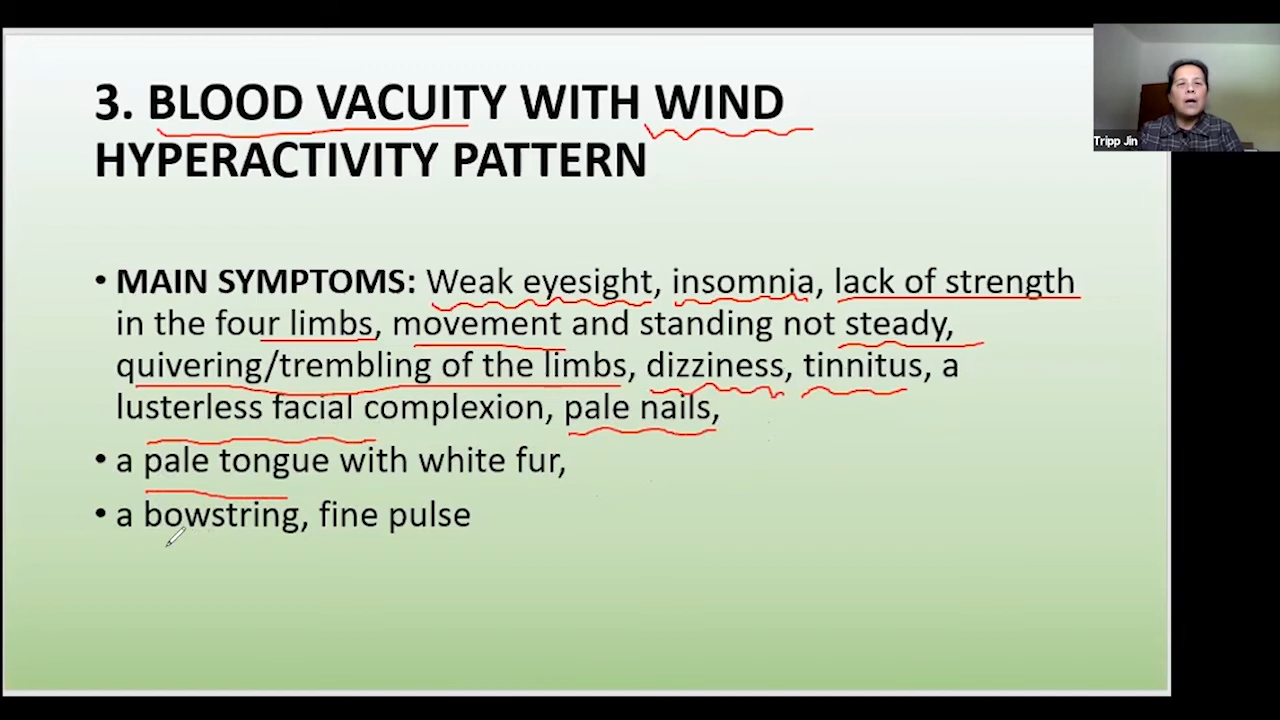 3. BLOOD VACUITY WITH WIND
HYPERACTIVITY PATTERN
Tripp Jin
• MAIN SYMPTOMS: Weak eyesight, insomnia, lack of strength
in the four limbs, movement and standing not steady,
quivering/trembling of the limbs, dizziness, tinnitus, a
lusterless facial complexion, pale nails,
• a pale tongue with white fur,
• a bowstring, fine pulse